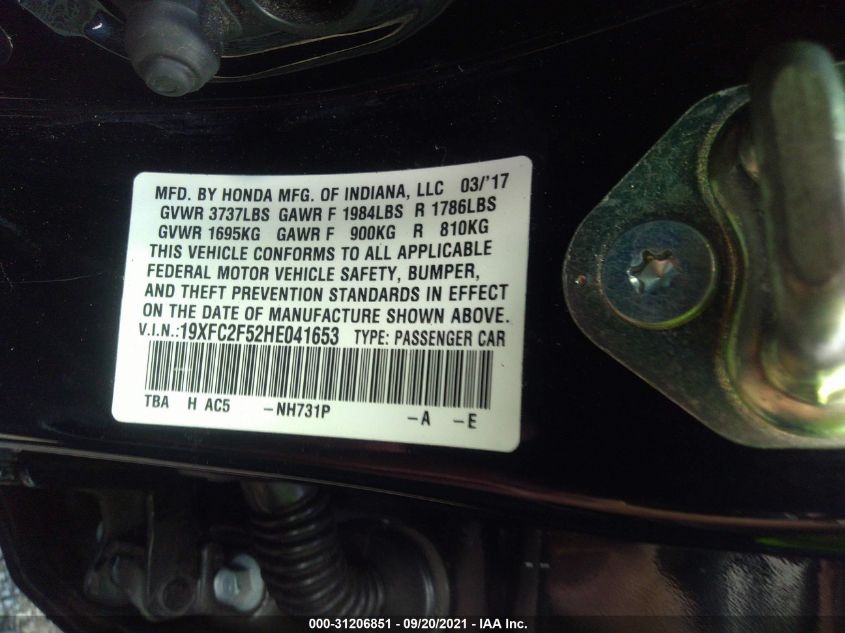 MFD. BY HONDA MFG. OF INDIANA, LLC 03/'17
GVWR 3737LBS GAWR F 1984LBS R 1786LBS
GVWR 1695KG GAWR F 900KG R 810KG
THIS VEHICLE CONFORMS TO ALL APPLICABLE
FEDERAL MOTOR VEHICLE SAFETY, BUMPER,
AND THEFT PREVENTION STANDARDS IN EFFECT
ON THE DATE OF MANUFACTURE SHOWN ABOVE.
V.I.N.:19XFC2F52HE041653 TYPE: PASSENGER CAR
TBA H AC5 -NH731P -A -E
000-31206851 / 09/20/2021 - IAA Inc.